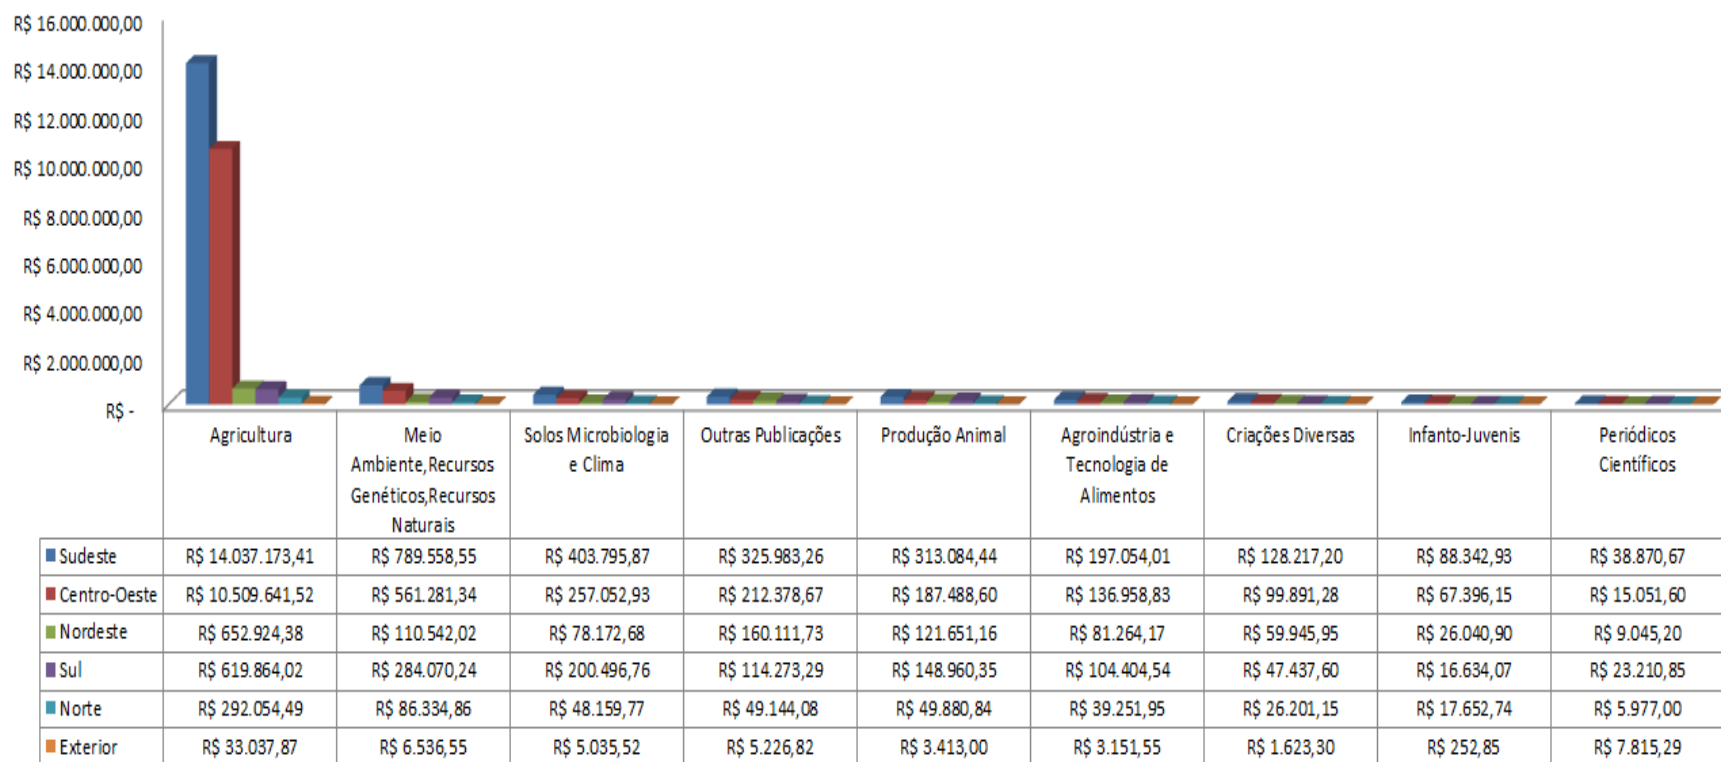 R$ 16.000.000,00
R$ 14.000.000,00
R$ 12.000.000,00
R$ 10.000.000,00
R$ 8.000.000,00
R$ 6.000.000,00
R$ 4.000.000,00
R$ 2.000.000,00
R$ -
Agricultura Meio Solos Microbiologia Outras Publicações Produção Animal Agroindústria e Criações Diversas Infanto-Juvenis Periódicos
Ambiente,Recursos e Clima Tecnologia de Científicos
Genéticos,Recursos Alimentos
Naturais
Sudeste R$ 14.037.173,41 R$ 789.558,55 R$ 403.795,87 R$ 325.983,26 R$ 313.084,44 R$ 197.054,01 R$ 128.217,20 R$ 88.342,93 R$ 38.870,67
Centro-Oeste R$ 10.509.641,52 R$ 561.281,34 R$ 257.052,93 R$ 212.378,67 R$ 187.488,60 R$ 136.958,83 R$ 99.891,28 R$ 67.396,15 R$ 15.051,60
Nordeste R$ 652.924,38 R$ 110.542,02 R$ 78.172,68 R$ 160.111,73 R$ 121.651,16 R$ 81.264,17 R$ 59.945,95 R$ 26.040,90 R$ 9.045,20
Sul R$ 619.864,02 R$ 284.070,24 R$ 200.496,76 R$ 114.273,29 R$ 148.960,35 R$ 104.404,54 R$ 47.437,60 R$ 16.634,07 R$ 23.210,85
Norte R$ 292.054,49 R$ 86.334,86 R$ 48.159,77 R$ 49.144,08 R$ 49.880,84 R$ 39.251,95 R$ 26.201,15 R$ 17.652,74 R$ 5.977,00
Exterior R$ 33.037,87 R$ 6.536,55 R$ 5.035,52 R$ 5.226,82 R$ 3.413,00 R$ 3.151,55 R$ 1.623,30 R$ 252,85 R$ 7.815,29